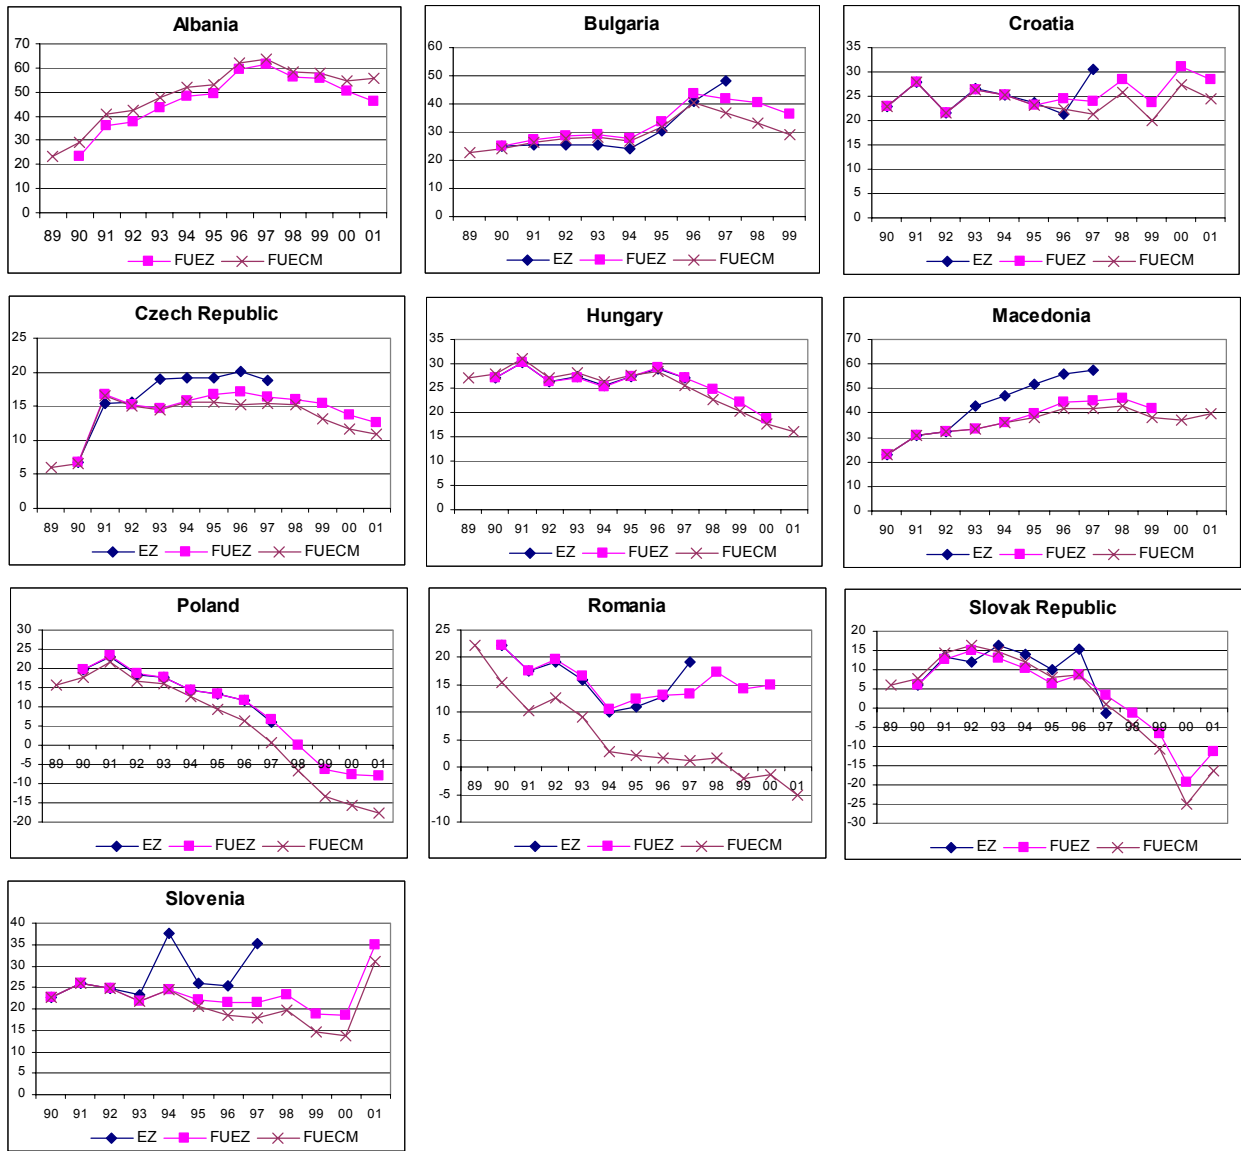 Albania
70
60
50
40
30
20
10
0
89 90 91 92 93 94 95 96 97 98 99 00 01
FUEZ FUECM
Bulgaria
60
50
40
30
20
10
0
89 90 91 92 93 94 95 96 97 98 99
EZ FUEZ FUECM
Croatia
35
30
25
20
15
10
5
0
90 91 92 93 94 95 96 97 98 99 00 01
EZ FUEZ FUECM
Czech Republic
25
20
15
10
5
0
89 90 91 92 93 94 95 96 97 98 99 00 01
EZ FUEZ FUECM
Hungary
35
30
25
20
15
10
5
0
89 90 91 92 93 94 95 96 97 98 99 00 01
EZ FUEZ FUECM
Macedonia
70
60
50
40
30
20
10
0
90 91 92 93 94 95 96 97 98 99 00 01
EZ FUEZ FUECM
Poland
30
25
20
15
10
5
0
-5
-10
-15
-20
89 90 91 92 93 94 95 96 97 98 99 00 01
EZ FUEZ FUECM
Romania
25
20
15
10
5
0
-5
-10
89 90 91 92 93 94 95 96 97 98 99 00 01
EZ FUEZ FUECM
Slovak Republic
20
15
10
5
0
-5
-10
-15
-20
-25
-30
89 90 91 92 93 94 95 96 97 98 99 00 01
EZ FUEZ FUECM
Slovenia
40
35
30
25
20
15
10
5
0
90 91 92 93 94 95 96 97 98 99 00 01
EZ FUEZ FUECM